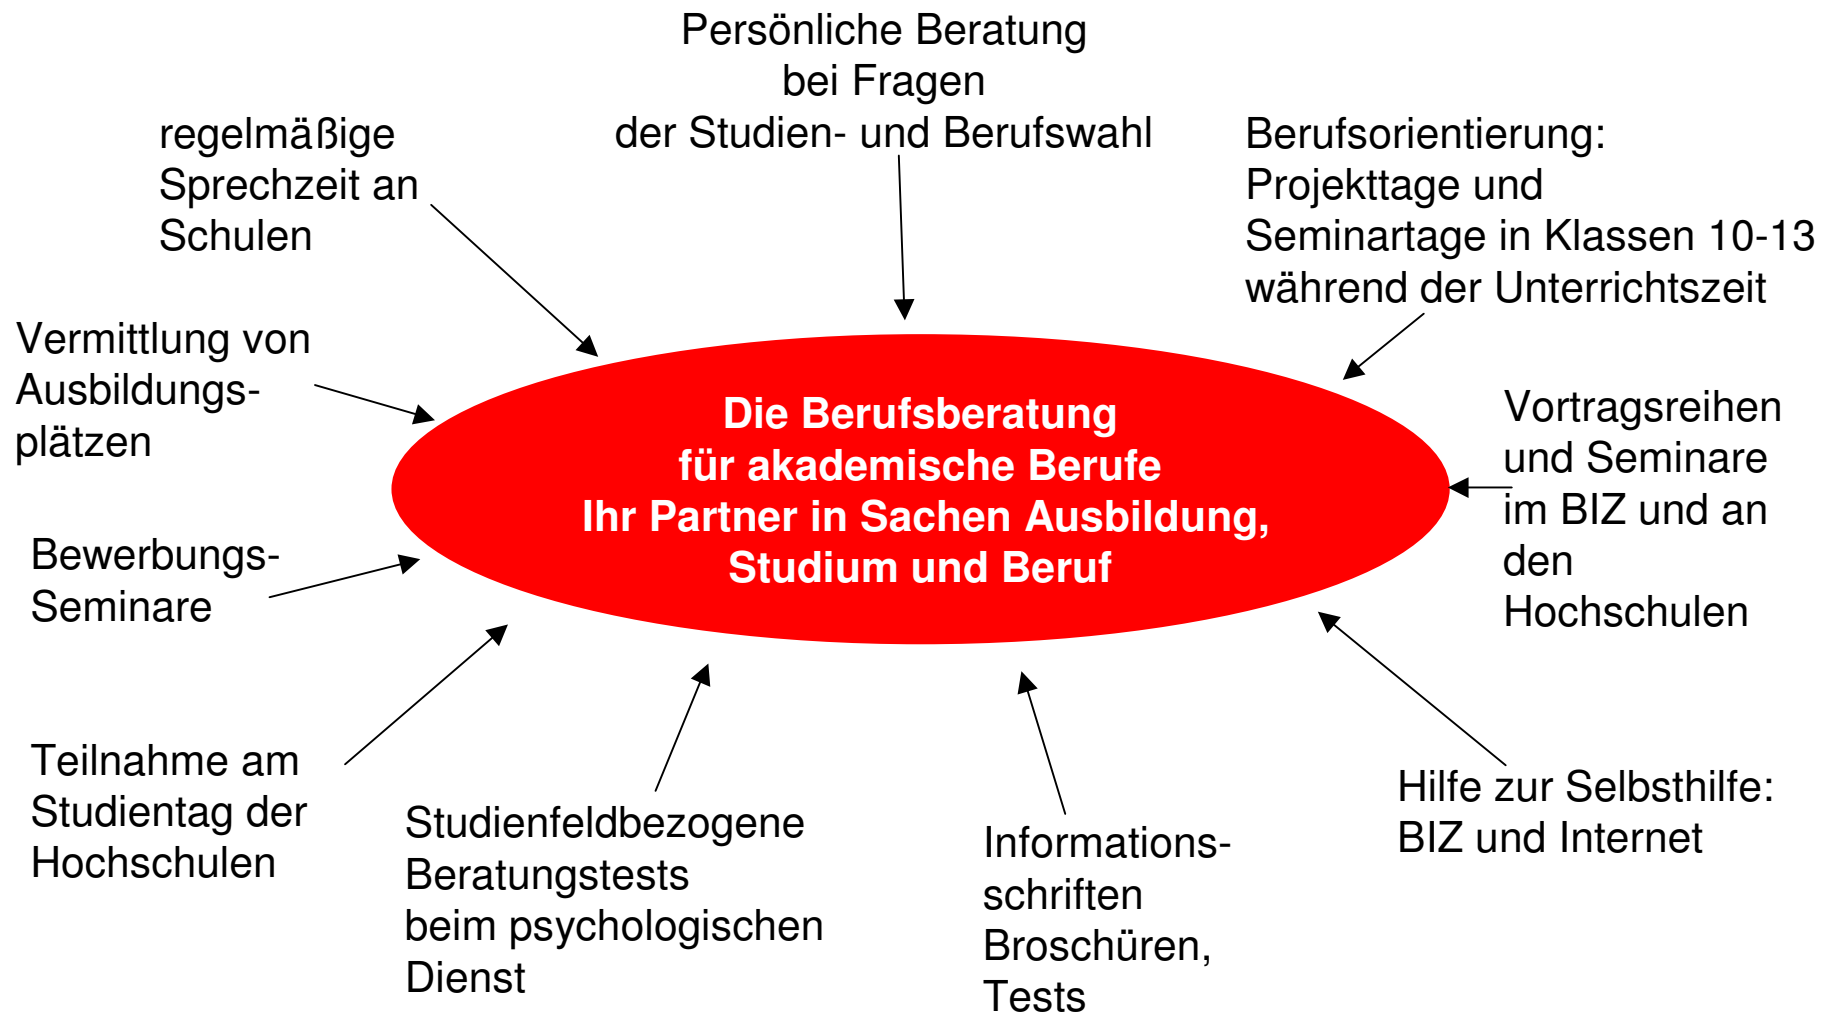 Persönliche Beratung
bei Fragen
der Studien- und Berufswahl
regelmäßige
Sprechzeit an
Schulen
Berufsorientierung:
Projekttage und
Seminartage in Klassen 10-13
während der Unterrichtszeit
Vermittlung von
Ausbildungs-
plätzen
Die Berufsberatung
für akademische Berufe
Ihr Partner in Sachen Ausbildung,
Studium und Beruf
Vortragsreihen
und Seminare
im BIZ und an
den
Hochschulen
Bewerbungs-
Seminare
Teilnahme am
Studientag der
Hochschulen
Studienfeldbezogene
Beratungstests
beim psychologischen
Dienst
Informations-
schriften
Broschüren,
Tests
Hilfe zur Selbsthilfe:
BIZ und Internet